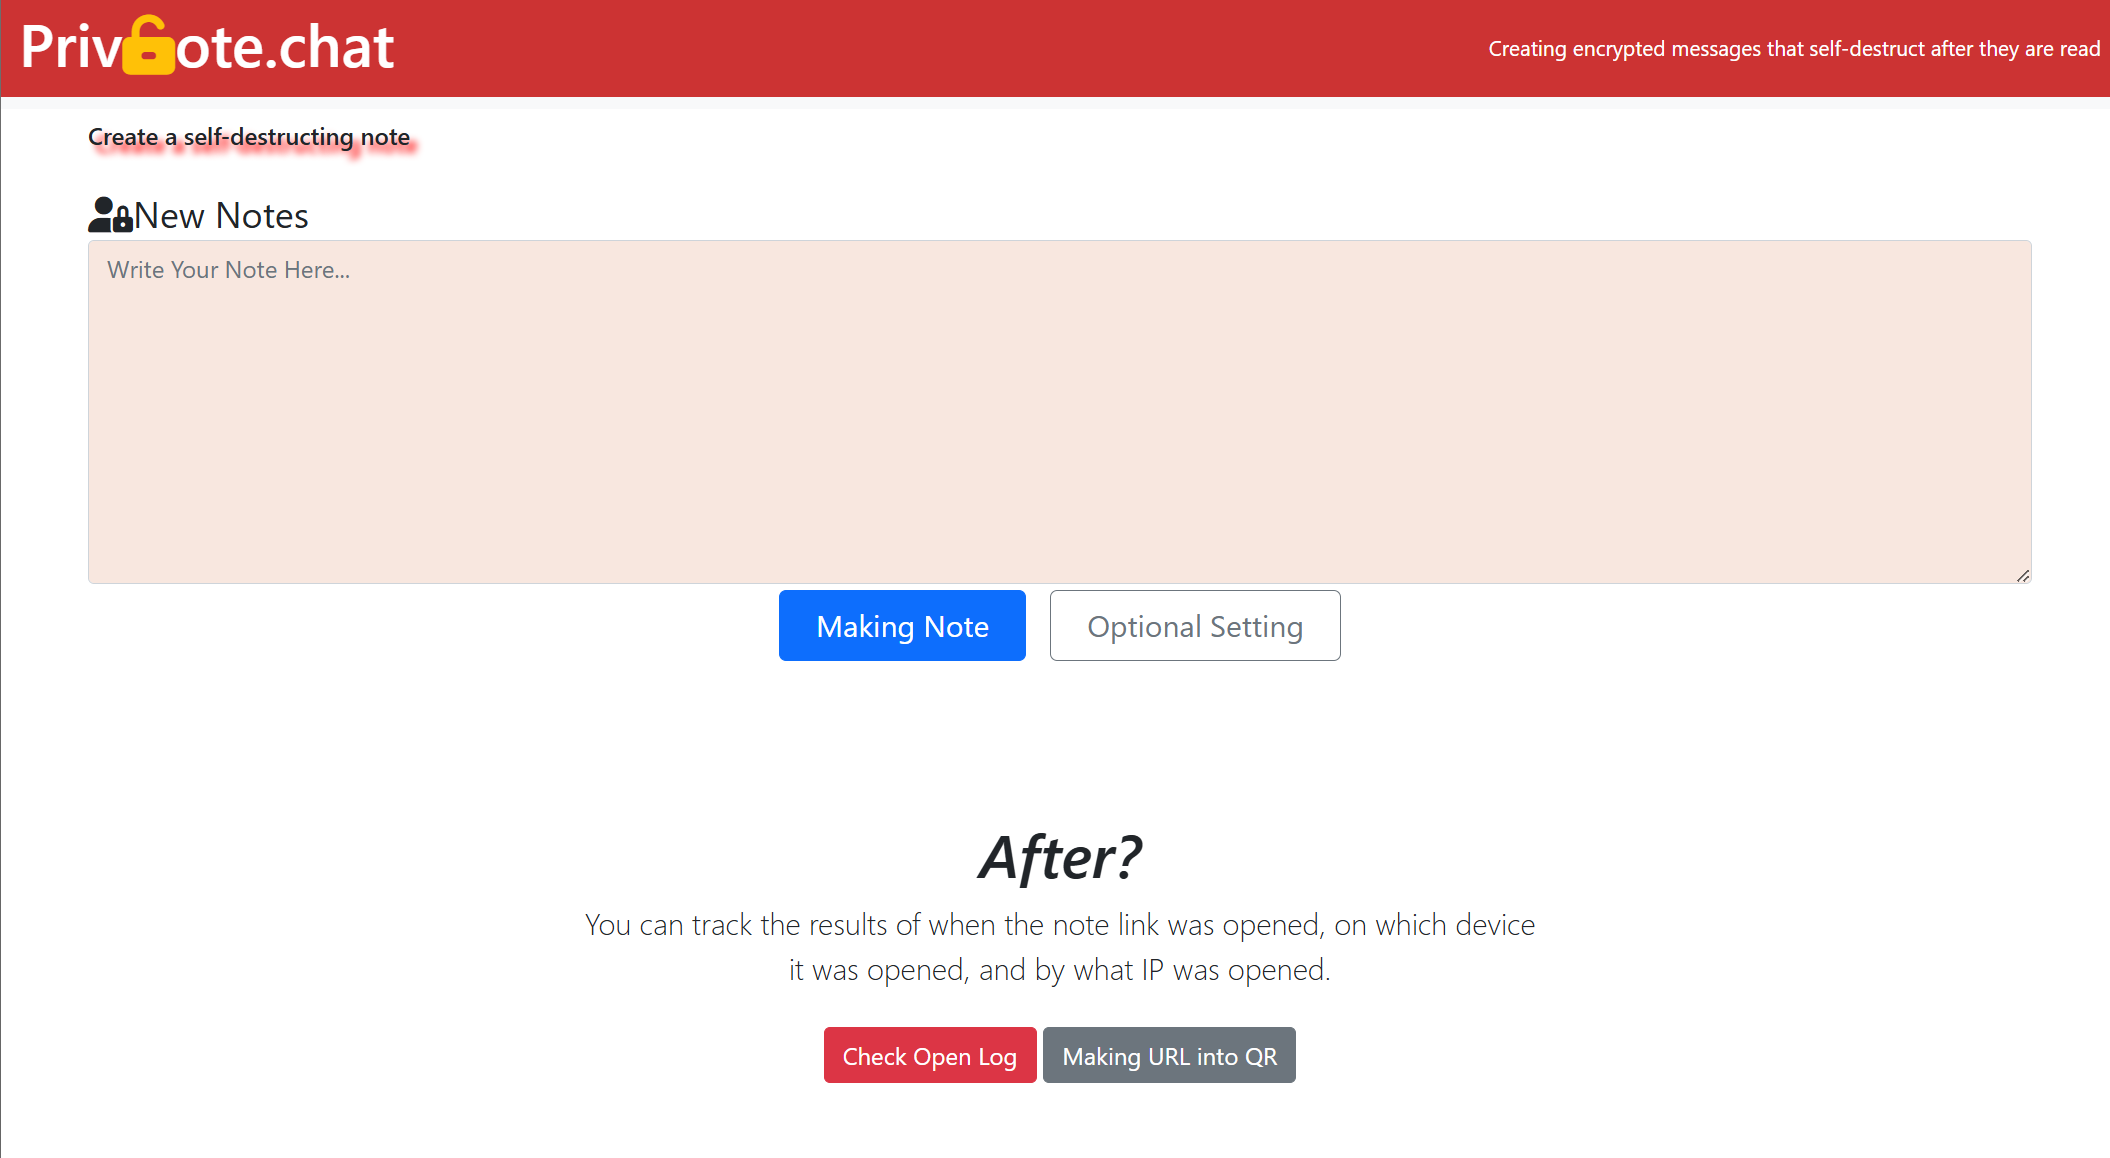 Privote.chat
Creating encrypted messages that self-destruct after they are read
Create a self-destructing note
New Notes
Write Your Note Here...
Making Note
Optional Setting
After?
You can track the results of when the note link was opened, on which device
it was opened, and by what IP was opened.
Check Open Log
Making URL into QR